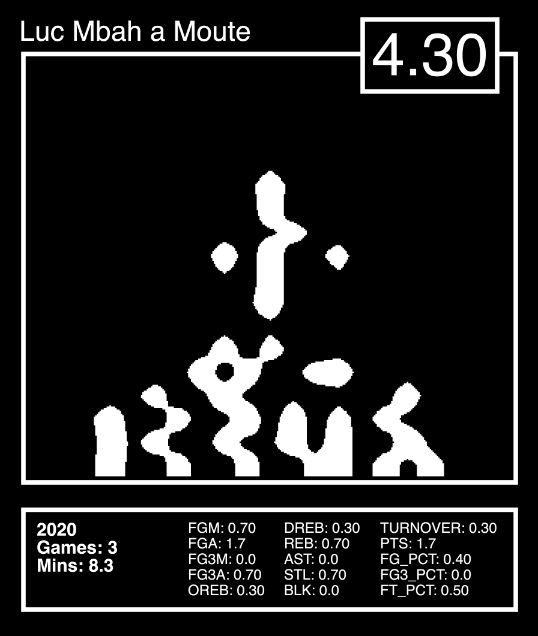 Luc Mbah a Moute
4.30
2020
Games: 3
Mins: 8.3
FGM: 0.70
FGA: 1.7
FG3M: 0.0
FG3A: 0.70
OREB: 0.30
DREB: 0.30
REB: 0.70
AST: 0.0
STL: 0.70
BLK: 0.0
TURNOVER: 0.30
PTS: 1.7
FG_PCT: 0.40
FG3_PCT: 0.0
FT_PCT: 0.50